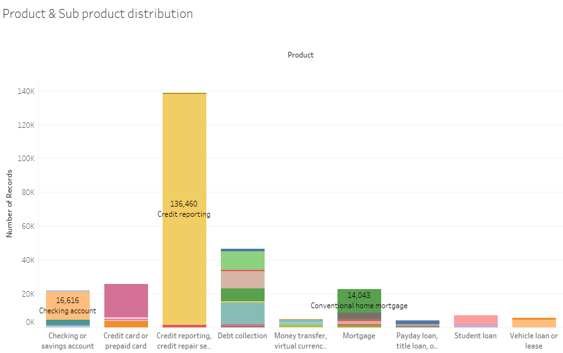 Product & Sub product distribution
Product
Number of Records
140K
120K
100K
80K
60K
40K
20K
0K
136,460
Credit reporting
16,616
Checking account
14,043
Conventional home mortgage
Checking or
savings account
Credit card or
prepaid card
Credit reporting,
credit repair se..
Debt collection
Money transfer,
virtual currenc..
Mortgage
Payday loan,
title loan, o..
Student loan
Vehicle loan or
lease